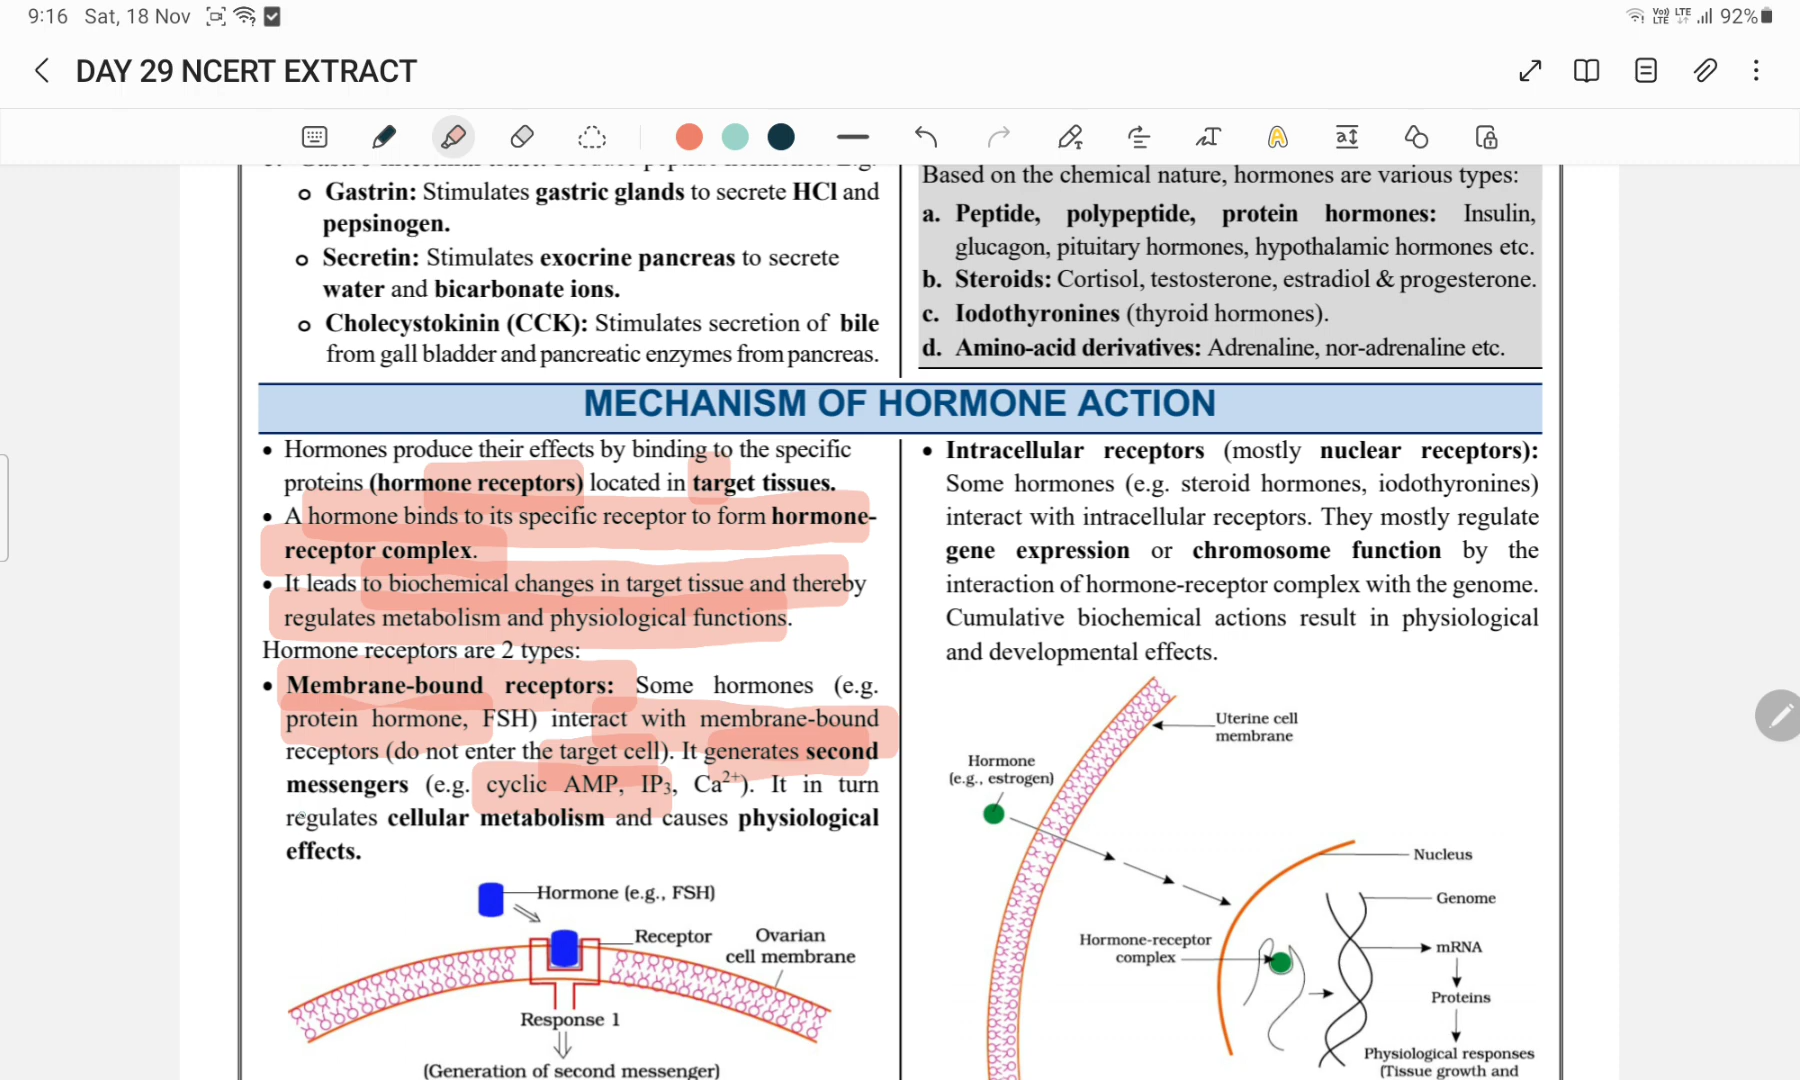 9:16 Sat, 18 Nov
Vo)) LTE
LTE 92%
DAY 29 NCERT EXTRACT
Gastrin: Stimulates gastric glands to secrete HCl and
pepsinogen.
Secretin: Stimulates exocrine pancreas to secrete
water and bicarbonate ions.
Cholecystokinin (CCK): Stimulates secretion of bile
from gall bladder and pancreatic enzymes from pancreas.
Based on the chemical nature, hormones are various types:
a. Peptide, polypeptide, protein hormones: Insulin,
glucagon, pituitary hormones, hypothalamic hormones etc.
b. Steroids: Cortisol, testosterone, estradiol & progesterone.
c. Iodothyronines (thyroid hormones).
d. Amino-acid derivatives: Adrenaline, nor-adrenaline etc.
MECHANISM OF HORMONE ACTION
• Hormones produce their effects by binding to the specific
proteins (hormone receptors) located in target tissues.
• A hormone binds to its specific receptor to form hormone-
receptor complex.
• It leads to biochemical changes in target tissue and thereby
regulates metabolism and physiological functions.
Hormone receptors are 2 types:
• Membrane-bound receptors: Some hormones (e.g.
protein hormone, FSH) interact with membrane-bound
receptors (do not enter the target cell). It generates second
messengers (e.g. cyclic AMP, IP₃, Ca²⁺). It in turn
regulates cellular metabolism and causes physiological
effects.
Hormone (e.g., FSH)
Receptor
Ovarian
cell membrane
Response 1
(Generation of second messenger)
• Intracellular receptors (mostly nuclear receptors):
Some hormones (e.g. steroid hormones, iodothyronines)
interact with intracellular receptors. They mostly regulate
gene expression or chromosome function by the
interaction of hormone-receptor complex with the genome.
Cumulative biochemical actions result in physiological
and developmental effects.
Uterine cell
membrane
Hormone
(e.g., estrogen)
Nucleus
Genome
Hormone-receptor
complex
mRNA
Proteins
Physiological responses
(Tissue growth and